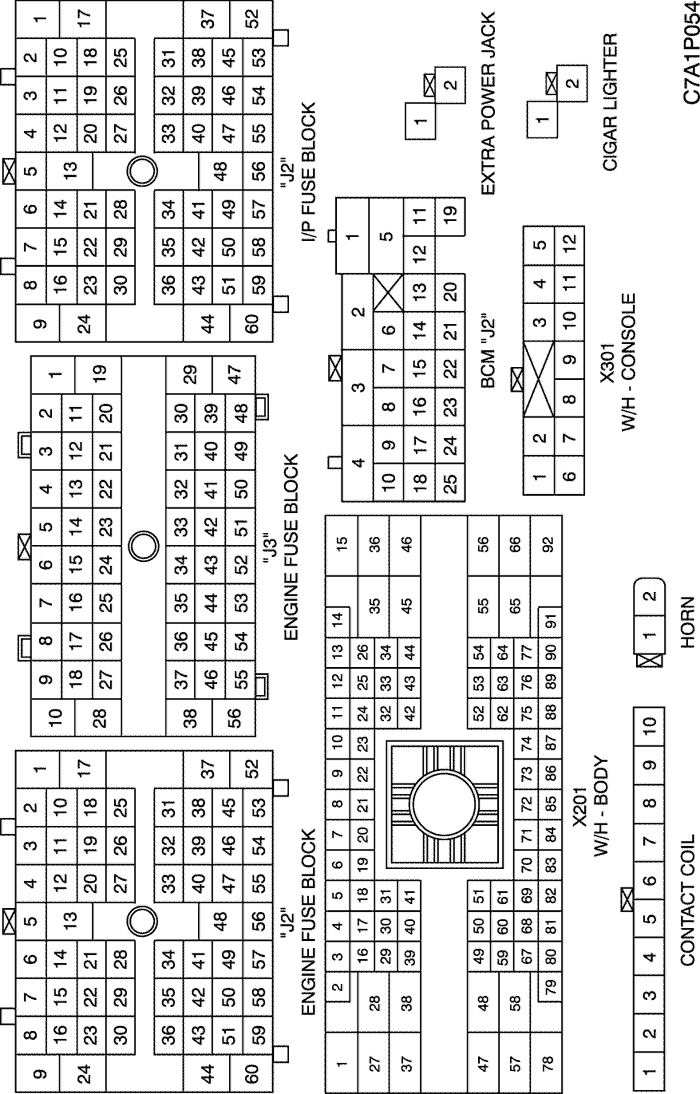 9 8 7 6 5 4 3 2 1
16 15 14 13 12 11 10
24 23 22 21 20 19 18 17
30 29 28 27 26 25
36 35 34 33 32 31
44 43 42 41 40 39 38 37
51 50 49 48 47 46 45
60 59 58 57 56 55 54 53 52
"J2"
ENGINE FUSE BLOCK
10 9 8 7 6 5 4 3 2 1
18 17 16 15 14 13 12 11
28 27 26 25 24 23 22 21 20 19
38 37 36 35 34 33 32 31 30 29
46 45 44 43 42 41 40 39
56 55 54 53 52 51 50 49 48 47
"J3"
ENGINE FUSE BLOCK
9 8 7 6 5 4 3 2 1
16 15 14 13 12 11 10
24 23 22 21 20 19 18 17
30 29 28 27 26 25
36 35 34 33 32 31
44 43 42 41 40 39 38 37
51 50 49 48 47 46 45
60 59 58 57 56 55 54 53 52
"J2"
I/P FUSE BLOCK
1 2 3 4 5 6 7 8 9 10 11 12 13 14 15
27 28 16 17 18 19 20 21 22 23 24 25 26 35 36
29 30 31 32 33 34
37 38 39 40 41 42 43 44 45 46
47 48 49 50 51 52 53 54 55 56
57 58 59 60 61 62 63 64 65 66
67 68 69 70 71 72 73 74 75 76 77
78 79 80 81 82 83 84 85 86 87 88 89 90 91 92
X201
W/H - BODY
4 3 2 1
10 9 8 7 6 5
18 17 16 15 14 13 12 11
25 24 23 22 21 20 19
BCM "J2"
1 2
EXTRA POWER JACK
1 2 3 4 5
6 7 8 9 10 11 12
X301
W/H - CONSOLE
1 2
CIGAR LIGHTER
1 2 3 4 5 6 7 8 9 10
CONTACT COIL
1 2
HORN
C7A1P054